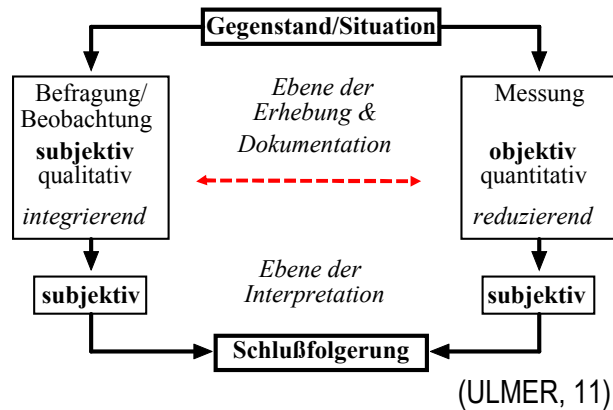 Gegenstand/Situation
Befragung/
Beobachtung
subjektiv
qualitativ
integrierend
Ebene der
Erhebung &
Dokumentation
Messung
objektiv
quantitativ
reduzierend
subjektiv
Ebene der
Interpretation
subjektiv
Schlußfolgerung
(ULMER, 11)